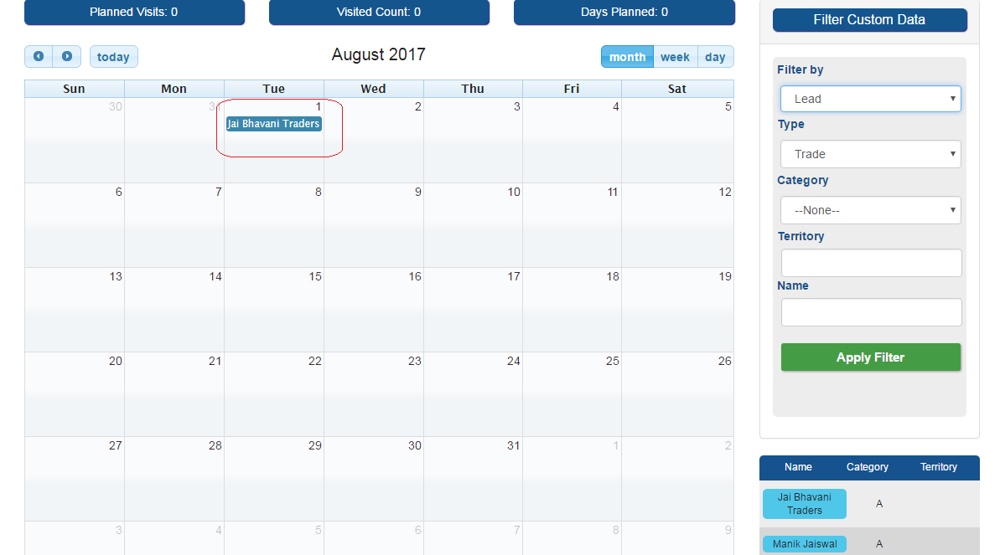 Planned Visits: 0 Visited Count: 0 Days Planned: 0
today August 2017 month week day
Sun Mon Tue Wed Thu Fri Sat
30 31 1 2 3 4 5
Jai Bhavani Traders
6 7 8 9 10 11 12
13 14 15 16 17 18 19
20 21 22 23 24 25 26
27 28 29 30 31 1 2
3 4 5 6 7 8 9
Filter Custom Data
Filter by
Lead
Type
Trade
Category
--None--
Territory
Name
Apply Filter
Name Category Territory
Jai Bhavani
Traders
A
Manik Jaiswal A